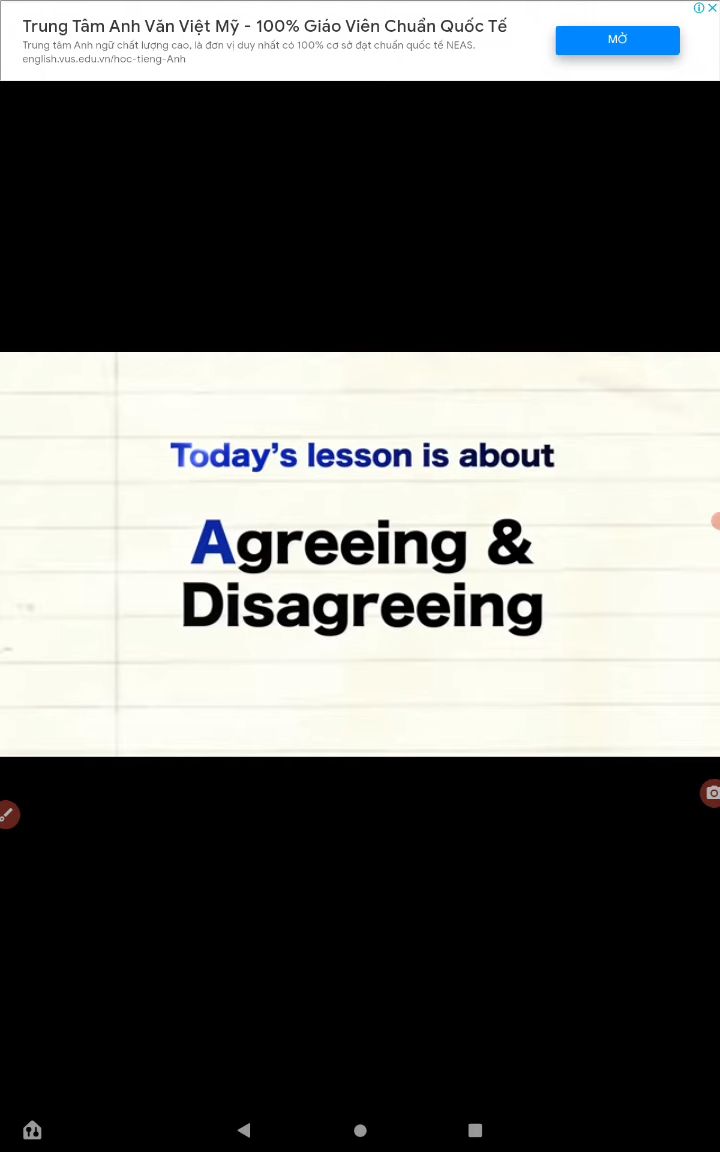 Trung Tâm Anh Văn Việt Mỹ - 100% Giáo Viên Chuẩn Quốc Tế
Trung tâm Anh ngữ chất lượng cao, là đơn vị duy nhất có 100% cơ sở đạt chuẩn quốc tế NEAS.
english.vus.edu.vn/hoc-tieng-Anh
MỞ
Today's lesson is about
Agreeing &
Disagreeing